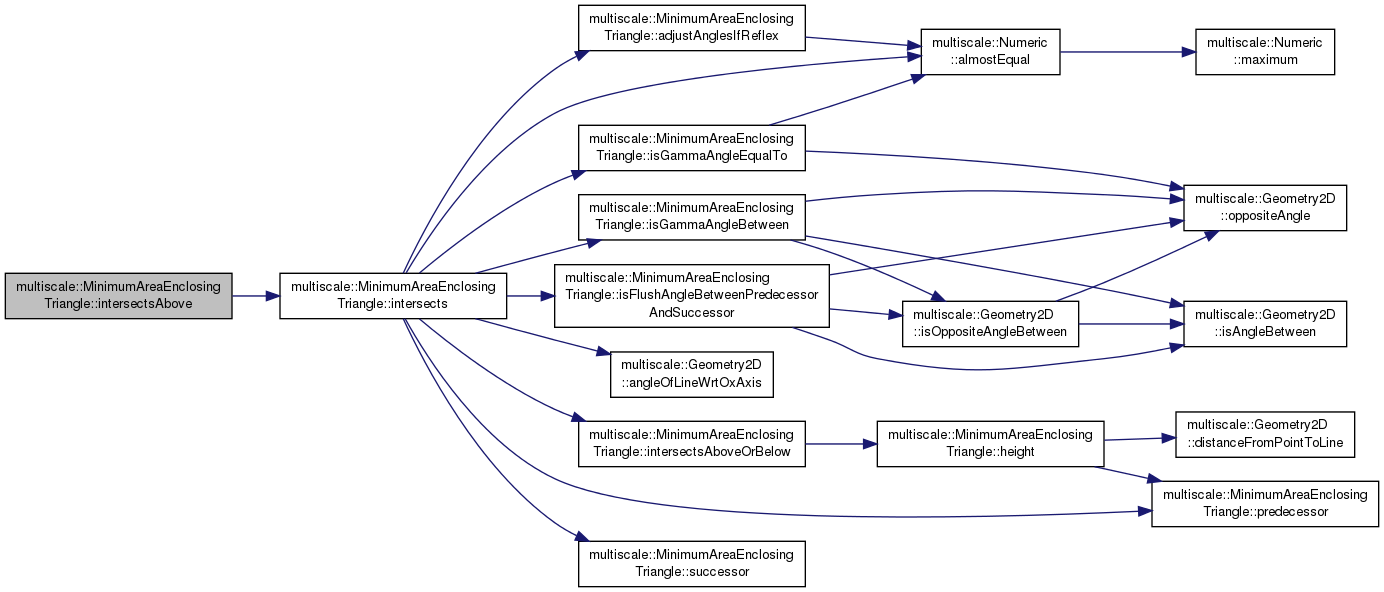 multiscale::MinimumAreaEnclosing
Triangle::intersectsAbove
multiscale::MinimumAreaEnclosing
Triangle::intersects
multiscale::MinimumAreaEnclosing
Triangle::adjustAnglesIfReflex
multiscale::Numeric
::almostEqual
multiscale::Numeric
::maximum
multiscale::MinimumAreaEnclosing
Triangle::isGammaAngleEqualTo
multiscale::MinimumAreaEnclosing
Triangle::isGammaAngleBetween
multiscale::Geometry2D
::oppositeAngle
multiscale::MinimumAreaEnclosing
Triangle::isFlushAngleBetweenPredecessor
AndSuccessor
multiscale::Geometry2D
::isOppositeAngleBetween
multiscale::Geometry2D
::isAngleBetween
multiscale::Geometry2D
::angleOfLineWrtOxAxis
multiscale::MinimumAreaEnclosing
Triangle::intersectsAboveOrBelow
multiscale::MinimumAreaEnclosing
Triangle::height
multiscale::Geometry2D
::distanceFromPointToLine
multiscale::MinimumAreaEnclosing
Triangle::predecessor
multiscale::MinimumAreaEnclosing
Triangle::successor